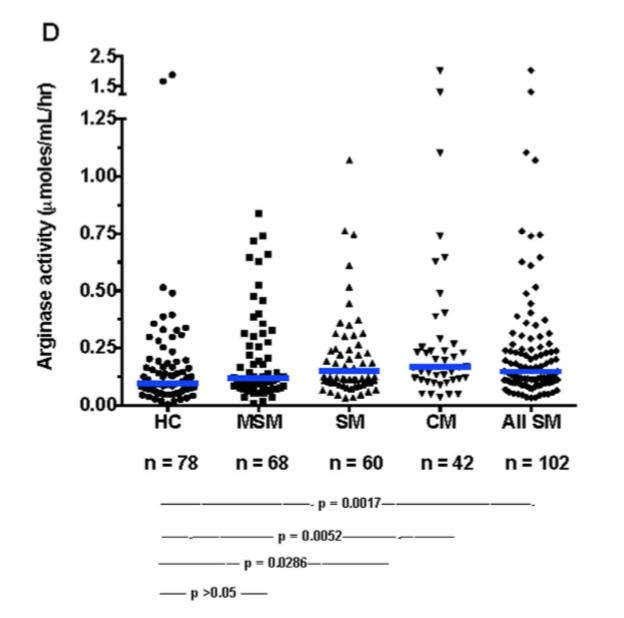 D
Arginase activity (µmoles/mL/hr)
2.5
1.5
1.25
1.00
0.75
0.50
0.25
0.00
HC MSM SM CM All SM
n = 78 n = 68 n = 60 n = 42 n = 102
p = 0.0017
p = 0.0052
p = 0.0286
p >0.05